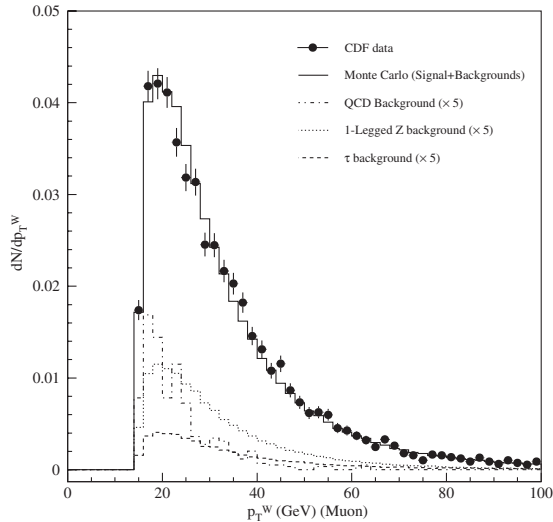 0.05
0.04
0.03
0.02
0.01
0
dN/dp_T^W
CDF data
Monte Carlo (Signal+Backgrounds)
QCD Background (× 5)
1-Legged Z background (× 5)
τ background (× 5)
0 20 40 60 80 100
p_T^W (GeV) (Muon)